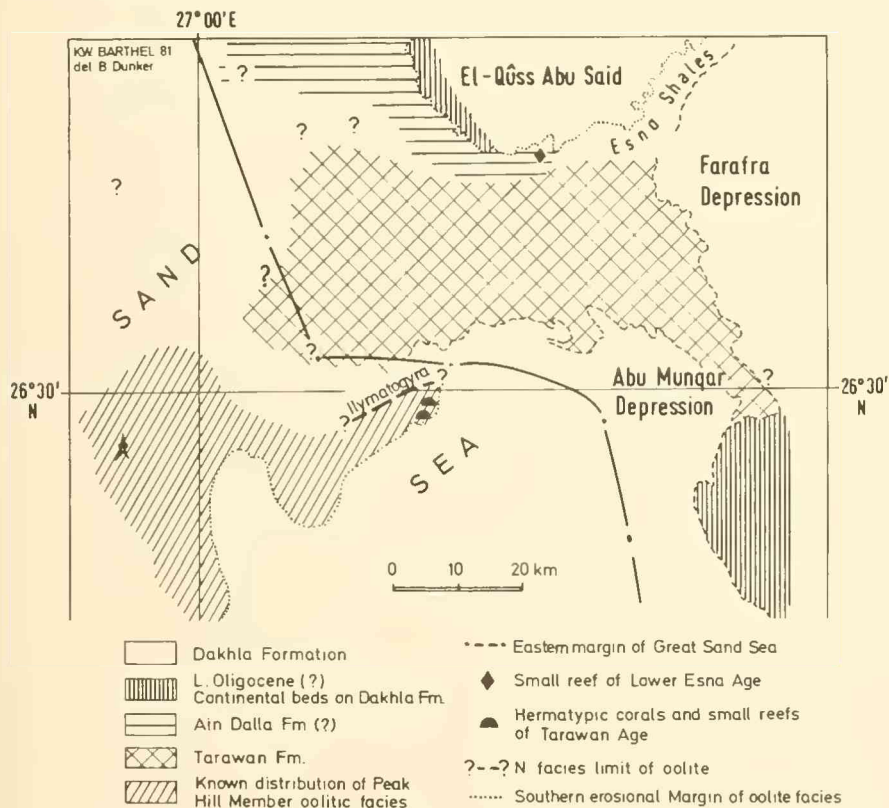 27°00'E
KW. BARTHEL 81
del B Dunker
El-Qûss Abu Said
Esna Shales
Farafra
Depression
?
?
?
?
SAND
?
?
Ilymatogyra
?
?
26°30'
N
Abu Munqar
Depression
?
26°30'
N
SEA
0 10 20 km
Dakhla Formation
L. Oligocene (?)
Continental beds on Dakhla Fm.
Ain Dalla Fm (?)
Tarawan Fm.
Known distribution of Peak
Hill Member oolitic facies
Eastern margin of Great Sand Sea
Small reef of Lower Esna Age
Hermatypic corals and small reefs
of Tarawan Age
?--? N facies limit of oolite
Southern erosional Margin of oolite facies